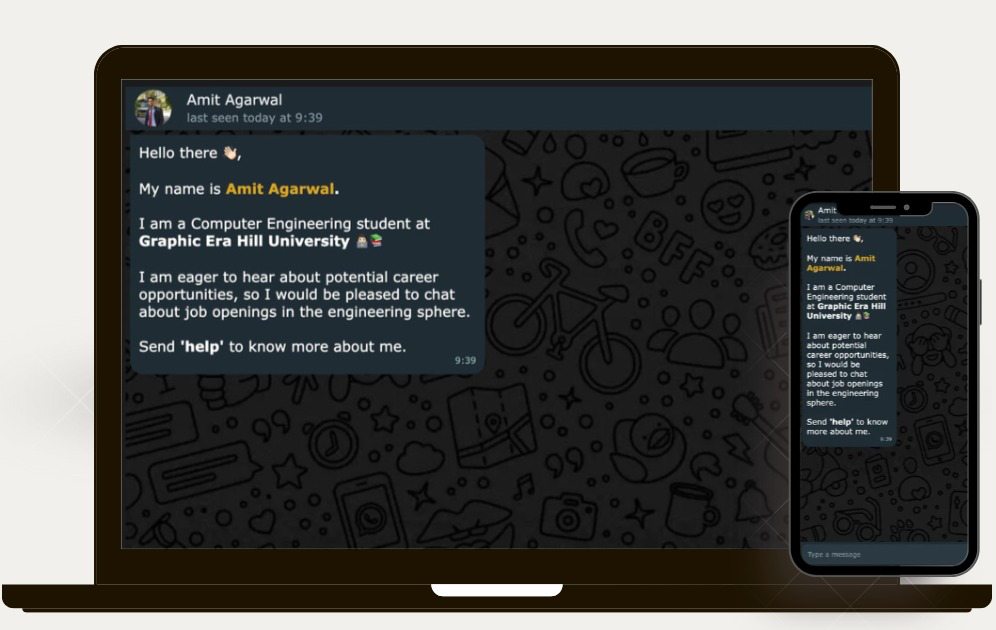 Amit Agarwal
last seen today at 9:39
Hello there 👋🏻,
My name is Amit Agarwal.
I am a Computer Engineering student at
Graphic Era Hill University 👨🏻‍💻📚
I am eager to hear about potential career
opportunities, so I would be pleased to chat
about job openings in the engineering sphere.
Send 'help' to know more about me.
9:39
BFF
Amit
last seen today at 9:39
Hello there 👋🏻,
My name is Amit
Agarwal.
I am a Computer
Engineering student
at Graphic Era Hill
University 👨🏻‍💻📚
I am eager to hear
about potential
career opportunities,
so I would be
pleased to chat
about job openings
in the engineering
sphere.
Send 'help' to know
more about me.
9:39
Type a message